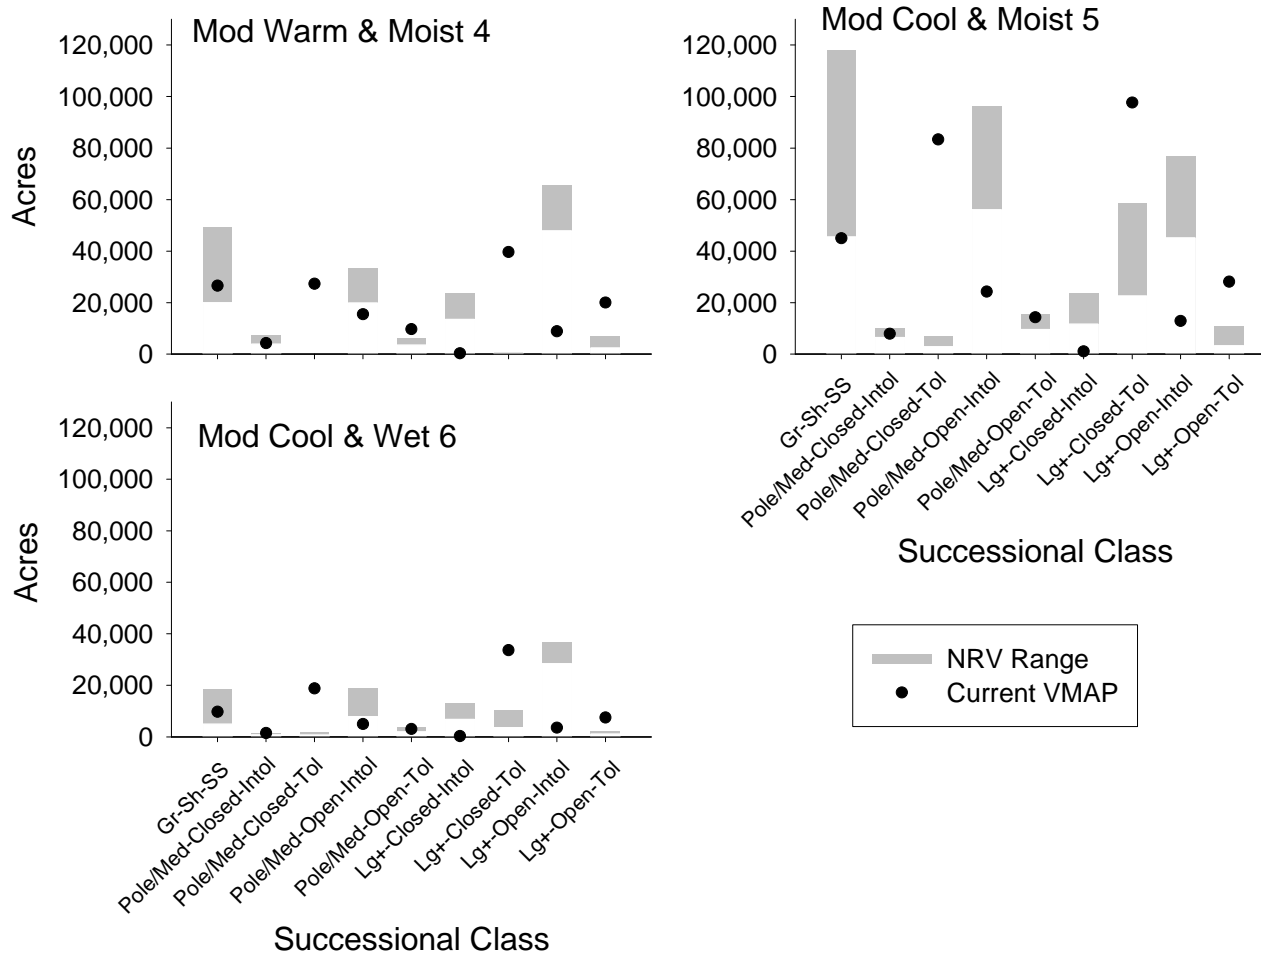 Mod Warm & Moist 4
Acres
120,000
100,000
80,000
60,000
40,000
20,000
0
Mod Cool & Moist 5
120,000
100,000
80,000
60,000
40,000
20,000
0
Gr-Sh-SS
Pole/Med-Closed-Intol
Pole/Med-Closed-Tol
Pole/Med-Open-Intol
Pole/Med-Open-Tol
Lg+-Closed-Intol
Lg+-Closed-Tol
Lg+-Open-Intol
Lg+-Open-Tol
Successional Class
Mod Cool & Wet 6
Acres
120,000
100,000
80,000
60,000
40,000
20,000
0
Gr-Sh-SS
Pole/Med-Closed-Intol
Pole/Med-Closed-Tol
Pole/Med-Open-Intol
Pole/Med-Open-Tol
Lg+-Closed-Intol
Lg+-Closed-Tol
Lg+-Open-Intol
Lg+-Open-Tol
Successional Class
NRV Range
Current VMAP